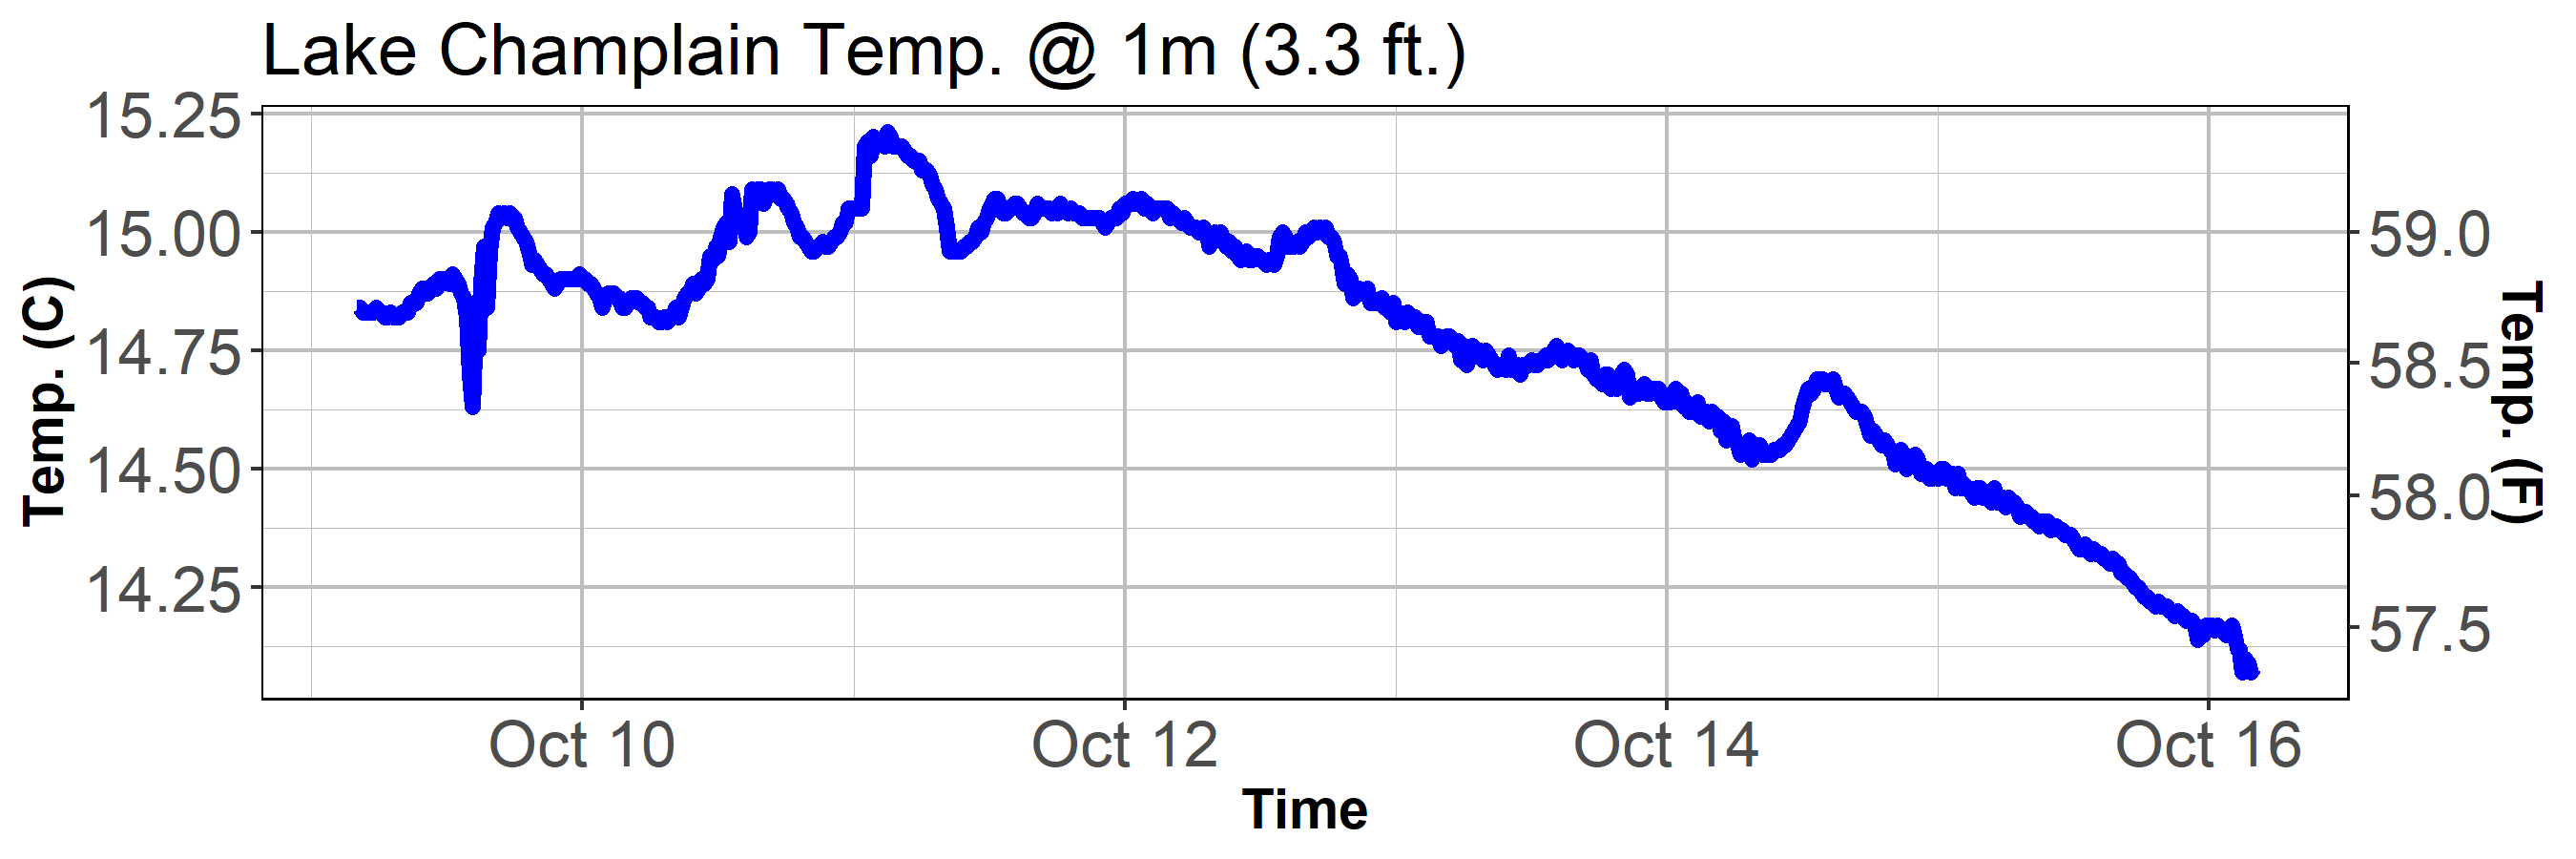 Lake Champlain Temp. @ 1m (3.3 ft.)
Temp. (C)
15.25
15.00
14.75
14.50
14.25
59.0
58.5
58.0
57.5
Temp. (F)
Oct 10
Oct 12
Oct 14
Oct 16
Time